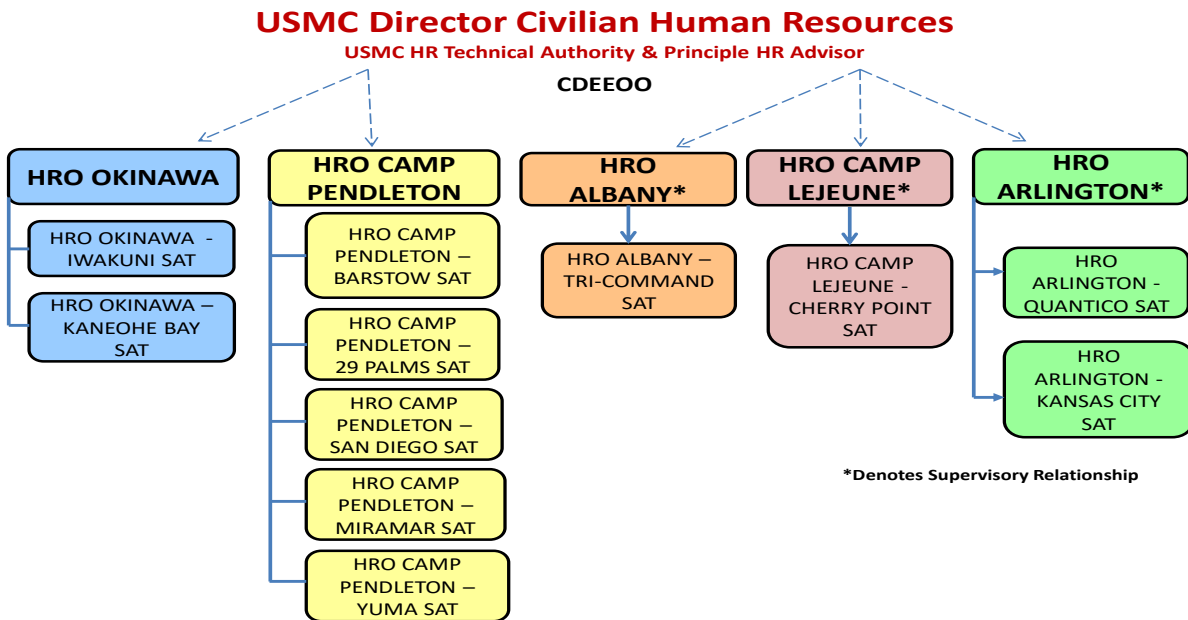 USMC Director Civilian Human Resources
USMC HR Technical Authority & Principle HR Advisor
CDEEOO
HRO OKINAWA
HRO OKINAWA -
IWAKUNI SAT
HRO OKINAWA –
KANEOHE BAY
SAT
HRO CAMP
PENDLETON
HRO CAMP
PENDLETON –
BARSTOW SAT
HRO CAMP
PENDLETON –
29 PALMS SAT
HRO CAMP
PENDLETON –
SAN DIEGO SAT
HRO CAMP
PENDLETON –
MIRAMAR SAT
HRO CAMP
PENDLETON –
YUMA SAT
HRO
ALBANY*
HRO ALBANY –
TRI-COMMAND
SAT
HRO CAMP
LEJEUNE*
HRO CAMP
LEJEUNE -
CHERRY POINT
SAT
HRO
ARLINGTON*
HRO
ARLINGTON -
QUANTICO SAT
HRO
ARLINGTON -
KANSAS CITY
SAT
*Denotes Supervisory Relationship